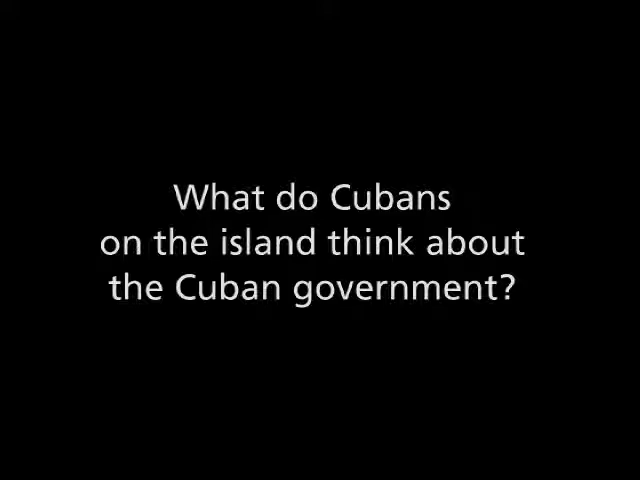 What do Cubans
on the island think about
the Cuban government?